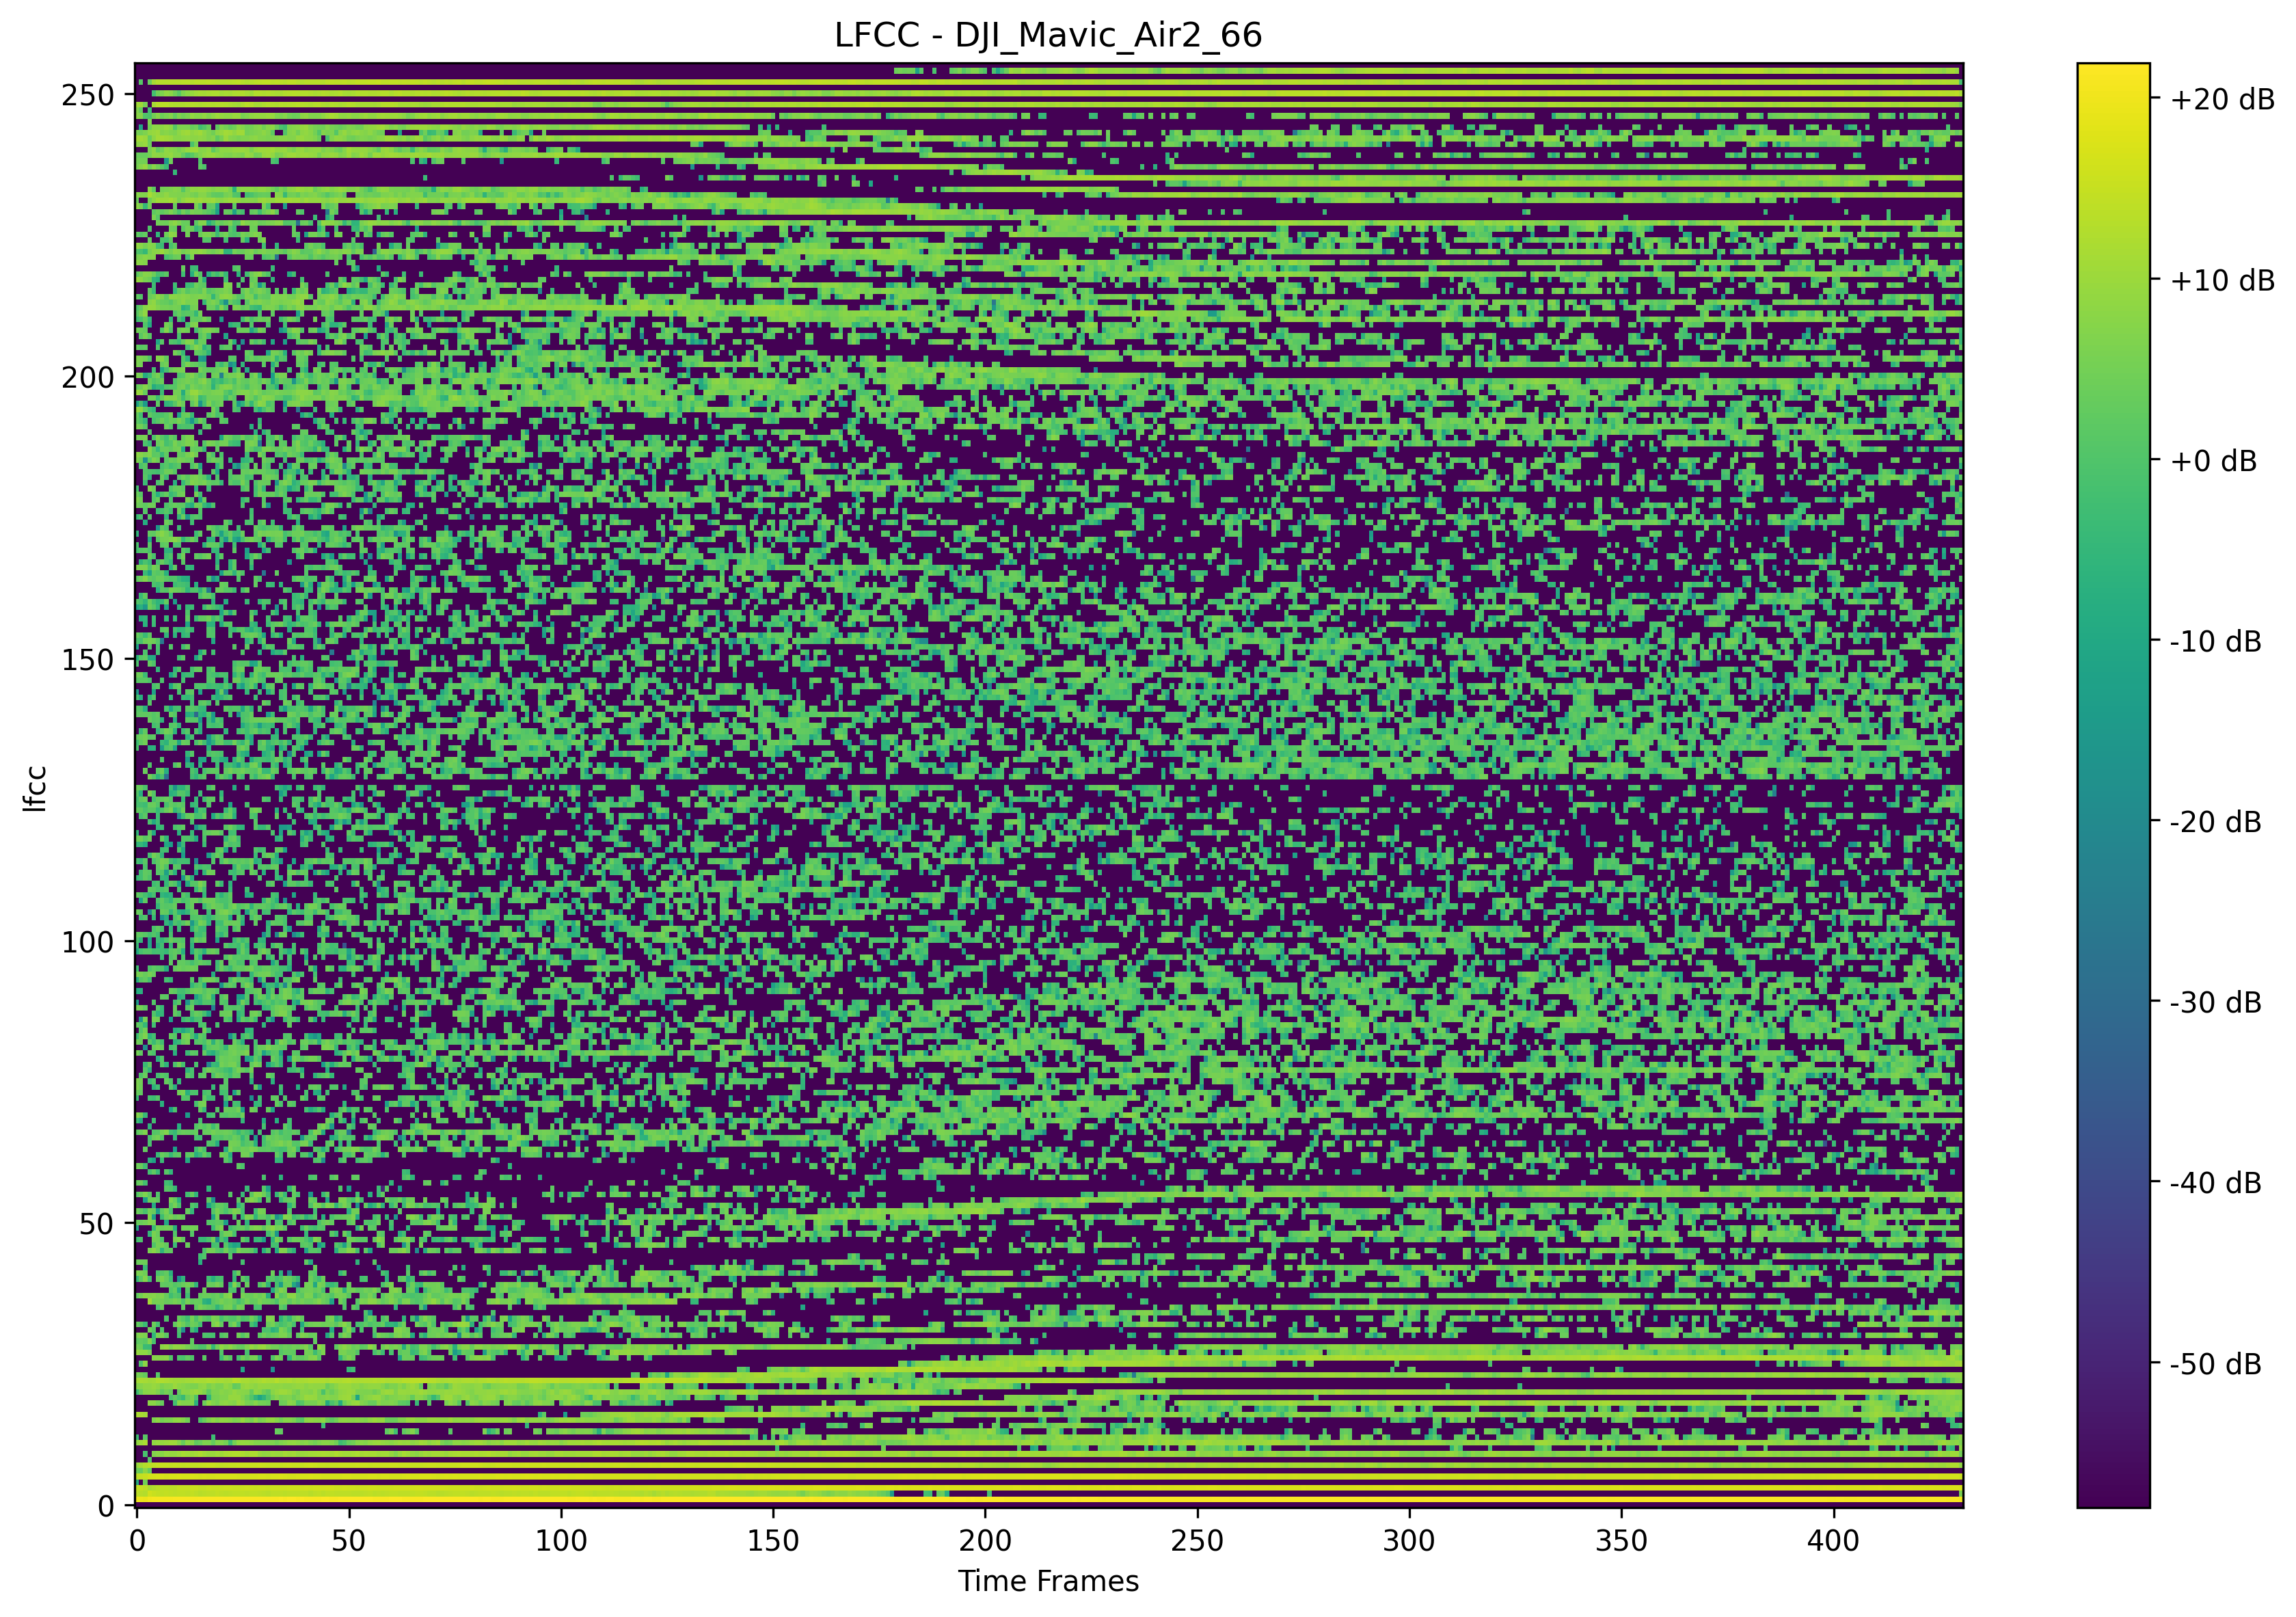 LFCC - DJI_Mavic_Air2_66
250
200
150
100
50
0
lfcc
0 50 100 150 200 250 300 350 400
Time Frames
+20 dB
+10 dB
+0 dB
-10 dB
-20 dB
-30 dB
-40 dB
-50 dB